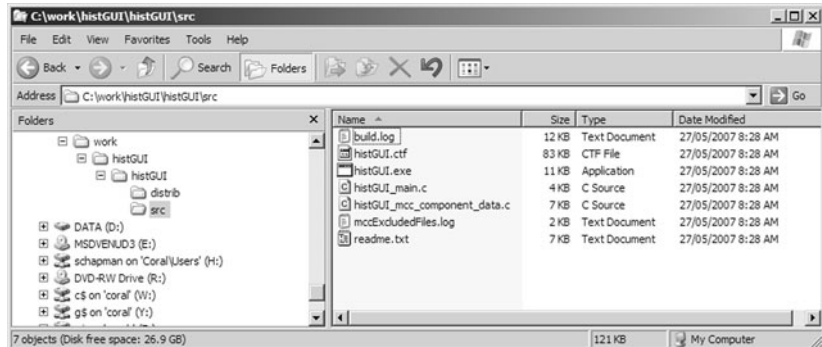 C:\work\histGUI\histGUI\src
File Edit View Favorites Tools Help
Back Search Folders
Address C:\work\histGUI\histGUI\src Go
Folders
work
histGUI
histGUI
distrib
src
DATA (D:)
MSDVENUD3 (E:)
schapman on 'Coral\Users' (H:)
DVD-RW Drive (R:)
c$ on 'coral' (W:)
g$ on 'coral' (Y:)
Name Size Type Date Modified
build.log 12 KB Text Document 27/05/2007 8:28 AM
histGUI.ctf 83 KB CTF File 27/05/2007 8:28 AM
histGUI.exe 11 KB Application 27/05/2007 8:28 AM
histGUI_main.c 4 KB C Source 27/05/2007 8:28 AM
histGUI_mcc_component_data.c 7 KB C Source 27/05/2007 8:28 AM
mccExcludedFiles.log 2 KB Text Document 27/05/2007 8:28 AM
readme.txt 7 KB Text Document 27/05/2007 8:28 AM
7 objects (Disk free space: 26.9 GB) 121 KB My Computer